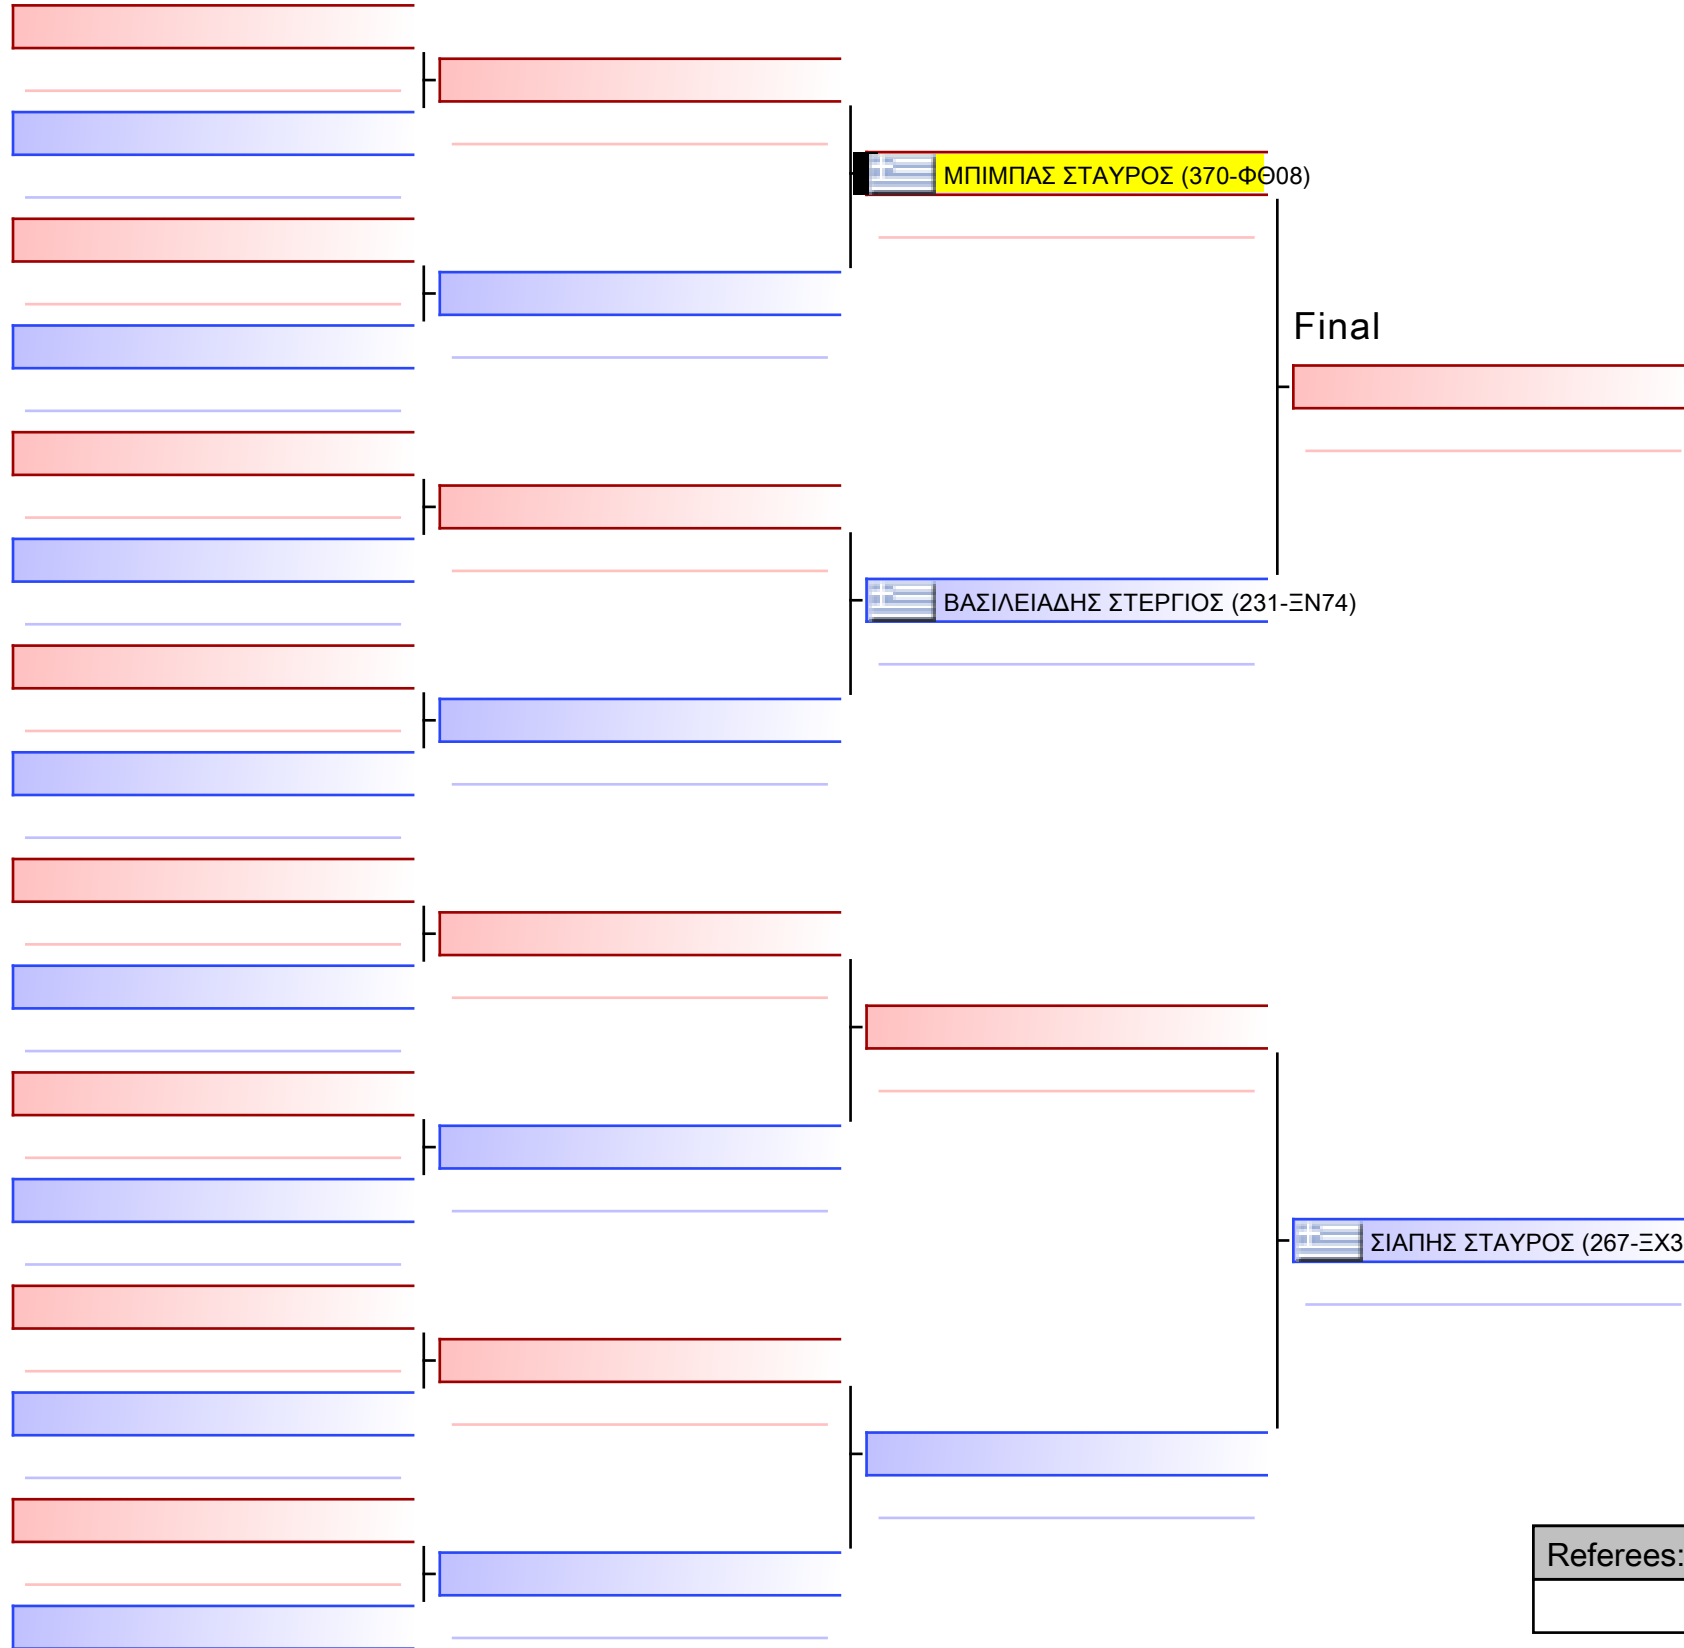 ΜΠΙΜΠΑΣ ΣΤΑΥΡΟΣ (370-ΦΘ08)
Final
ΒΑΣΙΛΕΙΑΔΗΣ ΣΤΕΡΓΙΟΣ (231-ΞΝ74)
ΣΙΑΠΗΣ ΣΤΑΥΡΟΣ (267-ΞΧ3
Referees: